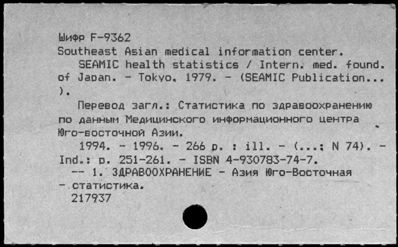 Шифр F-9362
Southeast Asian medical information center.
SEAMIC health statistics / Intern. med. found.
of Japan. - Tokyo, 1979. - (SEAMIC Publication...
).
Перевод загл.: Статистика по здравоохранению
по данным Медицинского информационного центра
Юго-восточной Азии.
1994. - 1996. - 266 p. : ill. - (...; N 74). -
Ind.: p. 251-261. - ISBN 4-930783-74-7.
-- 1. ЗДРАВООХРАНЕНИЕ - Азия Юго-Восточная
- статистика.
217937